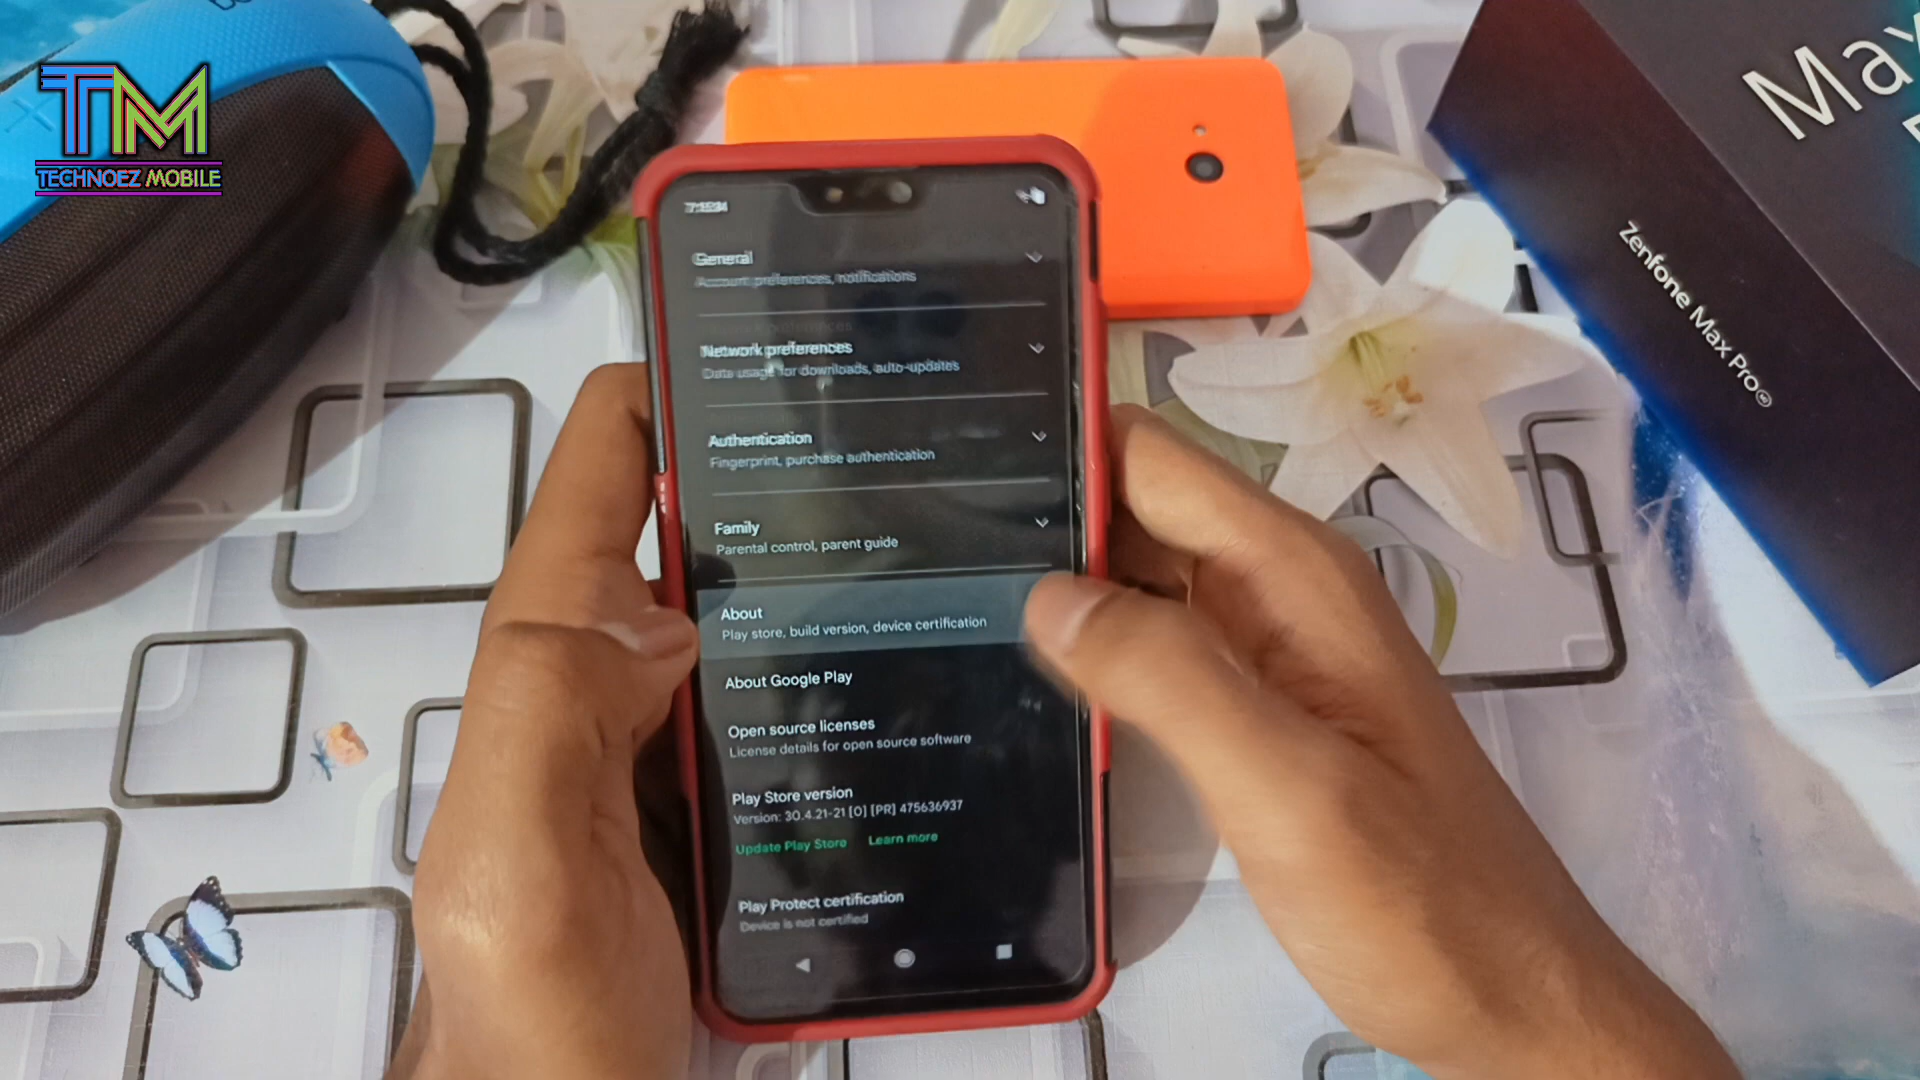 TM
TECHNOEZ MOBILE
Max
Zenfone Max Pro
General
Account preferences, notifications
Network preferences
Data usage for downloads, auto-updates
Authentication
Fingerprint, purchase authentication
Family
Parental control, parent guide
About
Play store, build version, device certification
About Google Play
Open source licenses
License details for open source software
Play Store version
Version: 30.4.21-21 [0] [PR] 475636937
Update Play Store Learn more
Play Protect certification
Device is not certified